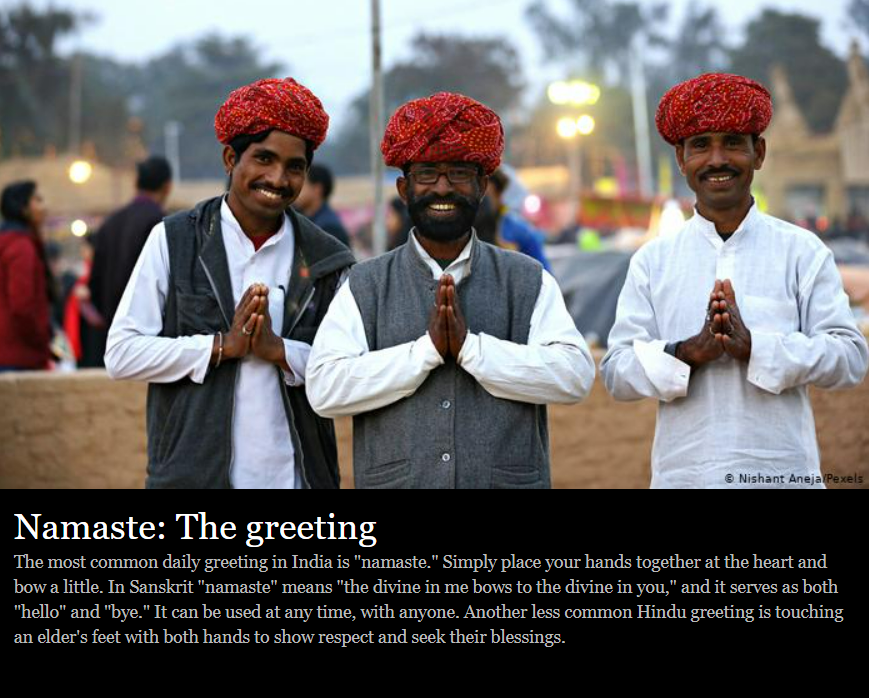 © Nishant Aneja/Pexels
Namaste: The greeting
The most common daily greeting in India is "namaste." Simply place your hands together at the heart and
bow a little. In Sanskrit "namaste" means "the divine in me bows to the divine in you," and it serves as both
"hello" and "bye." It can be used at any time, with anyone. Another less common Hindu greeting is touching
an elder's feet with both hands to show respect and seek their blessings.